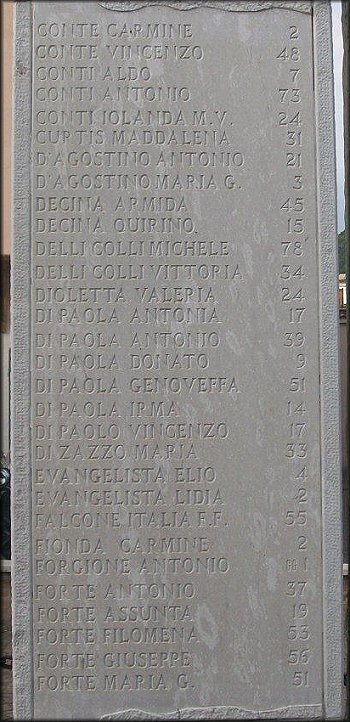 CONTE CARMINE 2
CONTE VINCENZO 48
CONTI ALDO 7
CONTI ANTONIO 73
CONTI IOLANDA M.V. 24
CURTIS MADDALENA 31
D'AGOSTINO ANTONIO 21
D'AGOSTINO MARIA G. 3
DECINA ARMIDA 45
DECINA QUIRINO 15
DELLI COLLI MICHELE 78
DELLI COLLI VITTORIA 34
DIOLETTA VALERIA 24
DI PAOLA ANTONIA 17
DI PAOLA ANTONIO 39
DI PAOLA DONATO 9
DI PAOLA GENOVEFFA 51
DI PAOLA IRMA 14
DI PAOLO VINCENZO 17
DI ZAZZO MARIA 33
EVANGELISTA ELIO 4
EVANGELISTA LIDIA 2
FALCONE ITALIA F.F. 55
FIONDA CARMINE 2
FORGIONE ANTONIO 1
FORTE ANTONIO 37
FORTE ASSUNTA 19
FORTE FILOMENA 53
FORTE GIUSEPPE 56
FORTE MARIA G. 51